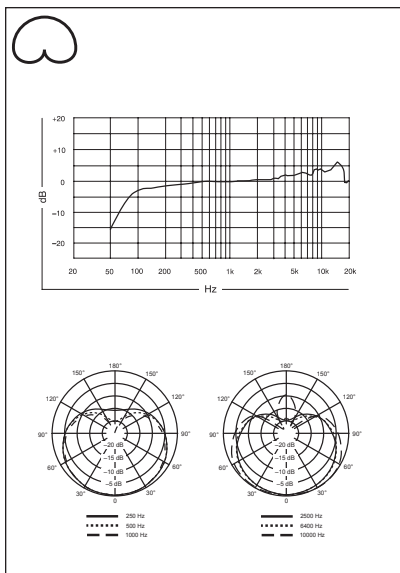 +20
+10
0
−10
−20
dB
20 50 100 200 500 1k 2k 5k 10k 20k
Hz
180°
150° 150°
120° 120°
90° 90°
60° 60°
30° 30°
0
−20 dB
−15 dB
−10 dB
−5 dB
250 Hz
500 Hz
1000 Hz
180°
150° 150°
120° 120°
90° 90°
60° 60°
30° 30°
0
−20 dB
−15 dB
−10 dB
−5 dB
2500 Hz
6400 Hz
10000 Hz